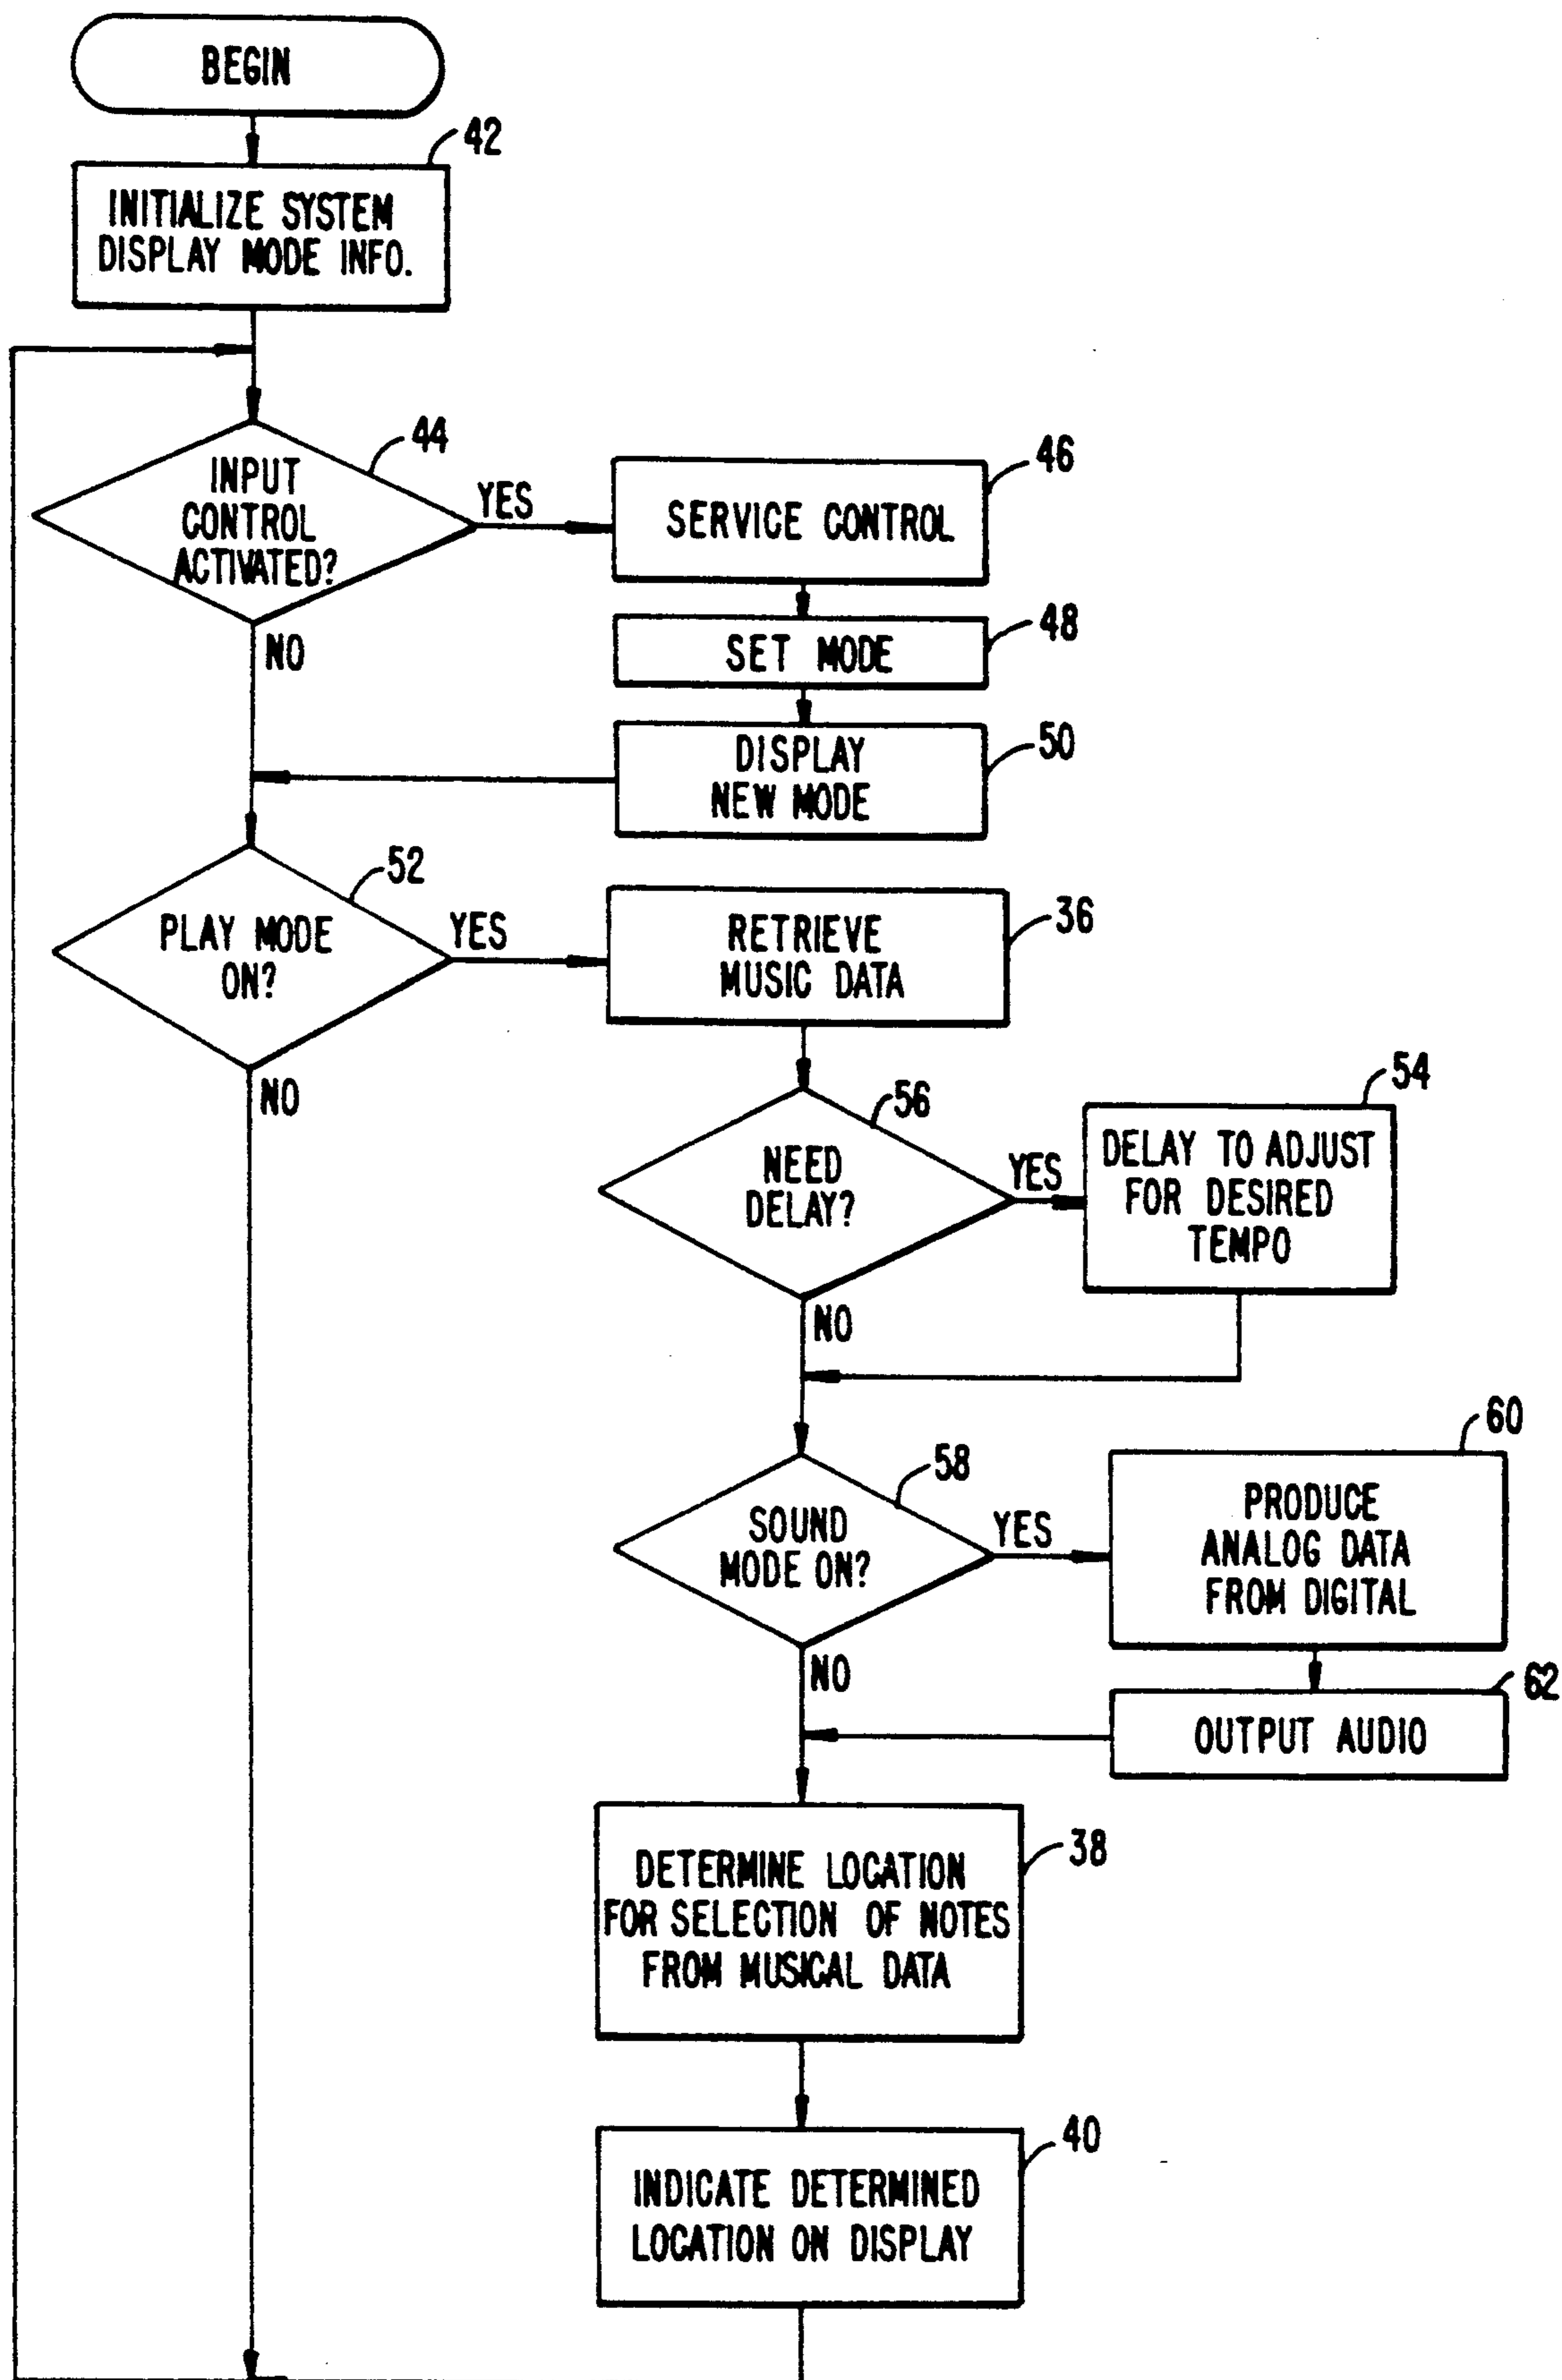 BEGIN
42
INITIALIZE SYSTEM
DISPLAY MODE INFO.
44
INPUT
CONTROL
ACTIVATED?
YES
46
SERVICE CONTROL
NO
48
SET MODE
50
DISPLAY
NEW MODE
52
PLAY MODE
ON?
YES
36
RETRIEVE
MUSIC DATA
NO
56
NEED
DELAY?
YES
54
DELAY TO ADJUST
FOR DESIRED
TEMPO
NO
58
SOUND
MODE ON?
YES
60
PRODUCE
ANALOG DATA
FROM DIGITAL
NO
62
OUTPUT AUDIO
38
DETERMINE LOCATION
FOR SELECTION OF NOTES
FROM MUSICAL DATA
40
INDICATE DETERMINED
LOCATION ON DISPLAY